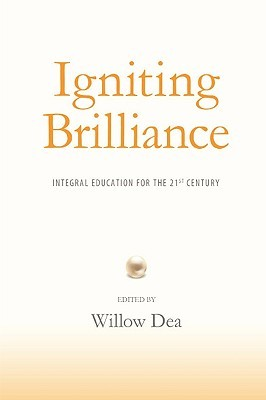 Igniting
Brilliance
INTEGRAL EDUCATION FOR THE 21ST CENTURY
EDITED BY
Willow Dea